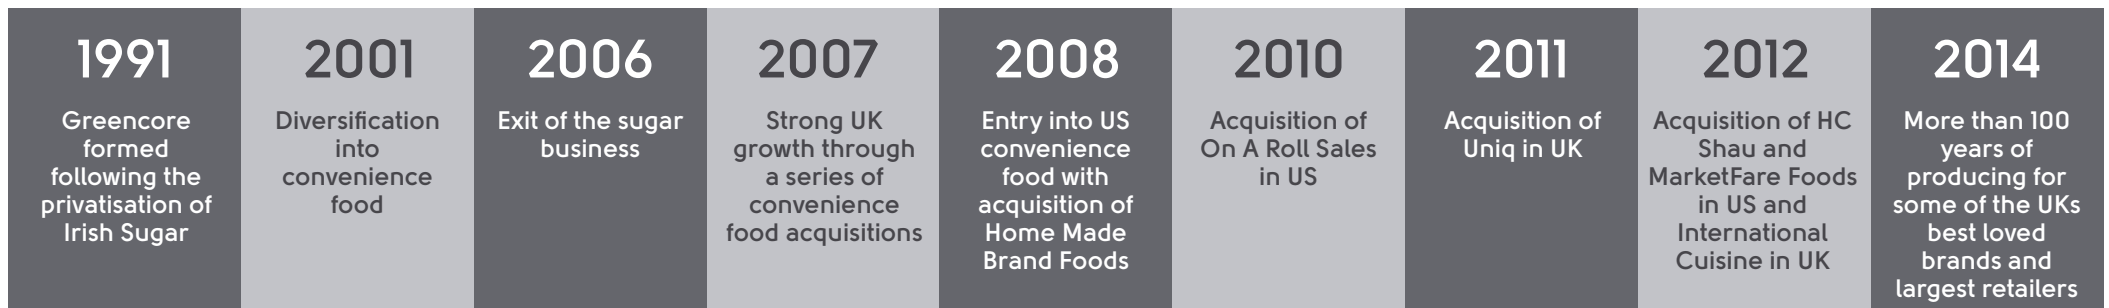 1991
Greencore
formed
following the
privatisation of
Irish Sugar
2001
Diversification
into
convenience
food
2006
Exit of the sugar
business
2007
Strong UK
growth through
a series of
convenience
food acquisitions
2008
Entry into US
convenience
food with
acquisition of
Home Made
Brand Foods
2010
Acquisition of
On A Roll Sales
in US
2011
Acquisition of
Uniq in UK
2012
Acquisition of HC
Shau and
MarketFare Foods
in US and
International
Cuisine in UK
2014
More than 100
years of
producing for
some of the UKs
best loved
brands and
largest retailers